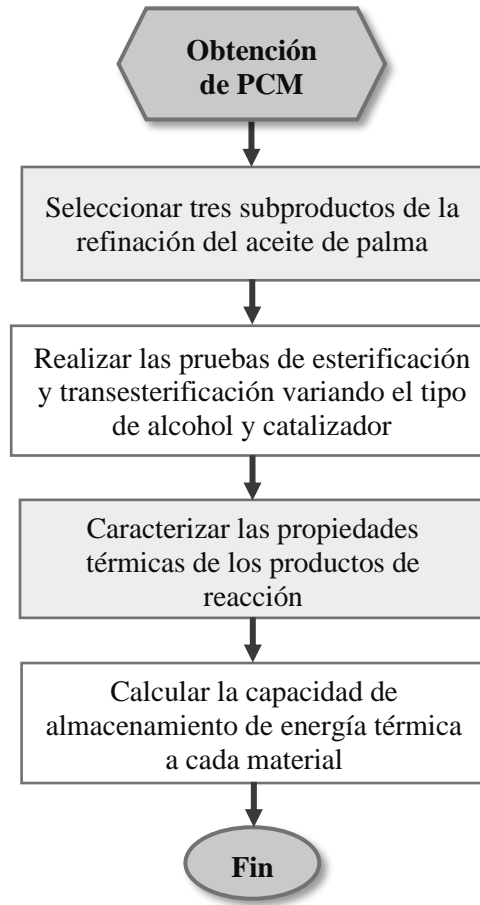 Obtención
de PCM
Seleccionar tres subproductos de la
refinación del aceite de palma
Realizar las pruebas de esterificación
y transesterificación variando el tipo
de alcohol y catalizador
Caracterizar las propiedades
térmicas de los productos de
reacción
Calcular la capacidad de
almacenamiento de energía térmica
a cada material
Fin